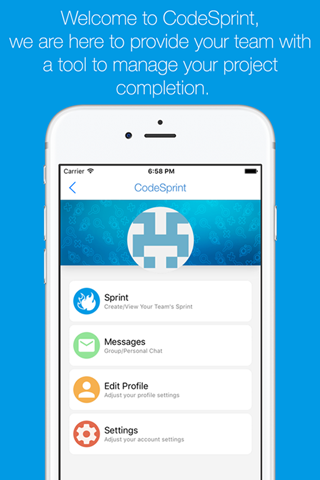 Welcome to CodeSprint,
we are here to provide your team with
a tool to manage your project
completion.
Carrier 6:58 PM
CodeSprint
Sprint
Create/View Your Team's Sprint
Messages
Group/Personal Chat
Edit Profile
Adjust your profile settings
Settings
Adjust your account settings